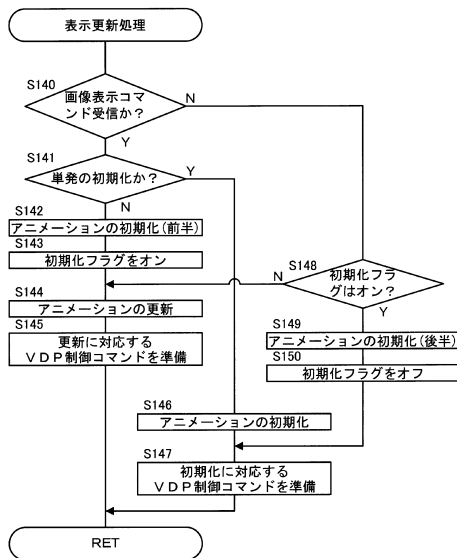 表示更新処理
S140
画像表示コマ
ンド受信か？
N
Y
S141
単発の初期化か？
Y
N
S142
アニメーションの初期化(前半)
S143
初期化フラグをオン
S148
初期化フラ
グはオン？
N
Y
S144
アニメーションの更新
S145
更新に対応する
ＶＤＰ制御コマンドを準備
S149
アニメーションの初期化(後半)
S150
初期化フラグをオフ
S146
アニメーションの初期化
S147
初期化に対応する
ＶＤＰ制御コマンドを準備
RET